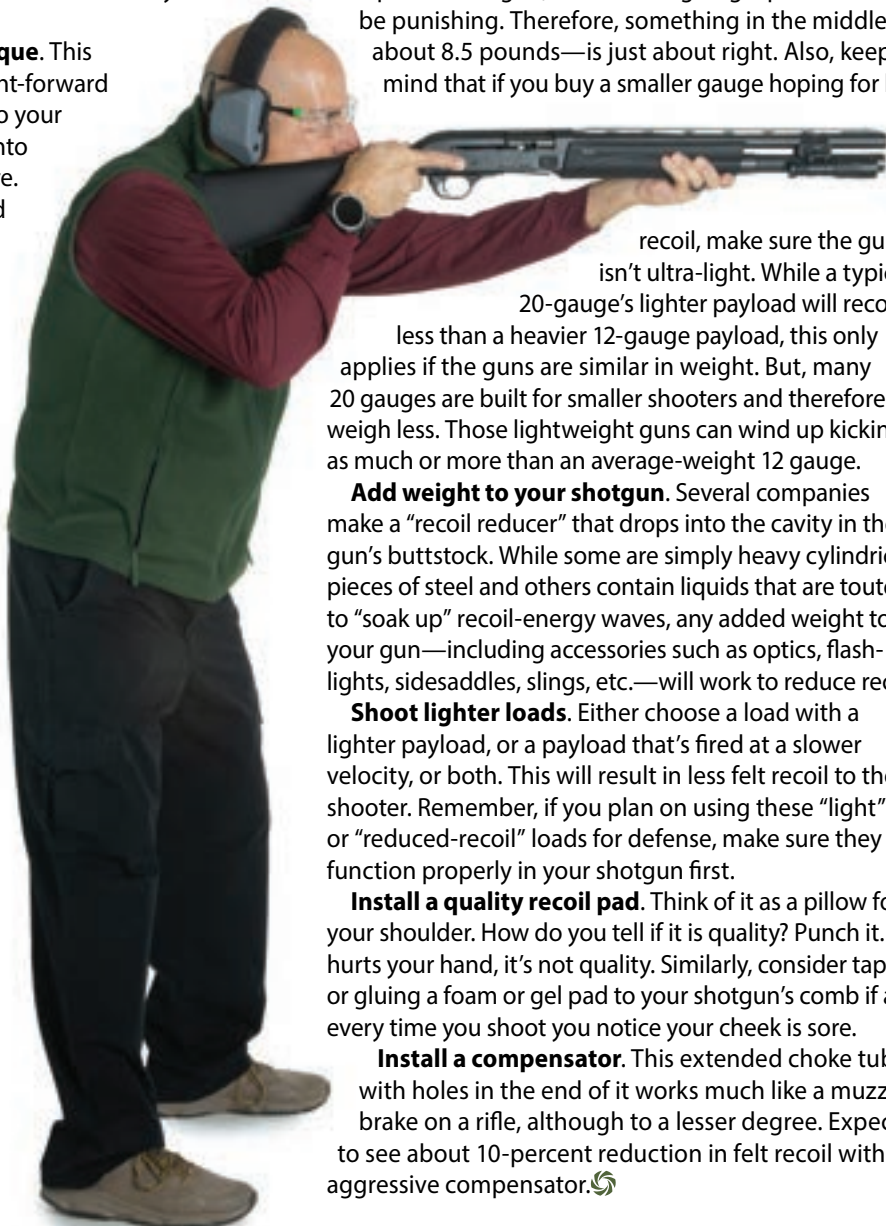 que. This
nt-forward
o your
nto
e.
d
be punishing. Therefore, something in the middle
about 8.5 pounds—is just about right. Also, keep
mind that if you buy a smaller gauge hoping for
recoil, make sure the gu
isn’t ultra-light. While a typic
20-gauge’s lighter payload will reco
less than a heavier 12-gauge payload, this only
applies if the guns are similar in weight. But, many
20 gauges are built for smaller shooters and therefore
weigh less. Those lightweight guns can wind up kickin
as much or more than an average-weight 12 gauge.
Add weight to your shotgun. Several companies
make a “recoil reducer” that drops into the cavity in the
gun’s buttstock. While some are simply heavy cylindric
pieces of steel and others contain liquids that are toute
to “soak up” recoil-energy waves, any added weight to
your gun—including accessories such as optics, flash-
lights, sidesaddles, slings, etc.—will work to reduce rec
Shoot lighter loads. Either choose a load with a
lighter payload, or a payload that’s fired at a slower
velocity, or both. This will result in less felt recoil to the
shooter. Remember, if you plan on using these “light”
or “reduced-recoil” loads for defense, make sure they
function properly in your shotgun first.
Install a quality recoil pad. Think of it as a pillow fo
your shoulder. How do you tell if it is quality? Punch it.
hurts your hand, it’s not quality. Similarly, consider tap
or gluing a foam or gel pad to your shotgun’s comb if a
every time you shoot you notice your cheek is sore.
Install a compensator. This extended choke tub
with holes in the end of it works much like a muzz
brake on a rifle, although to a lesser degree. Expec
to see about 10-percent reduction in felt recoil with
aggressive compensator.